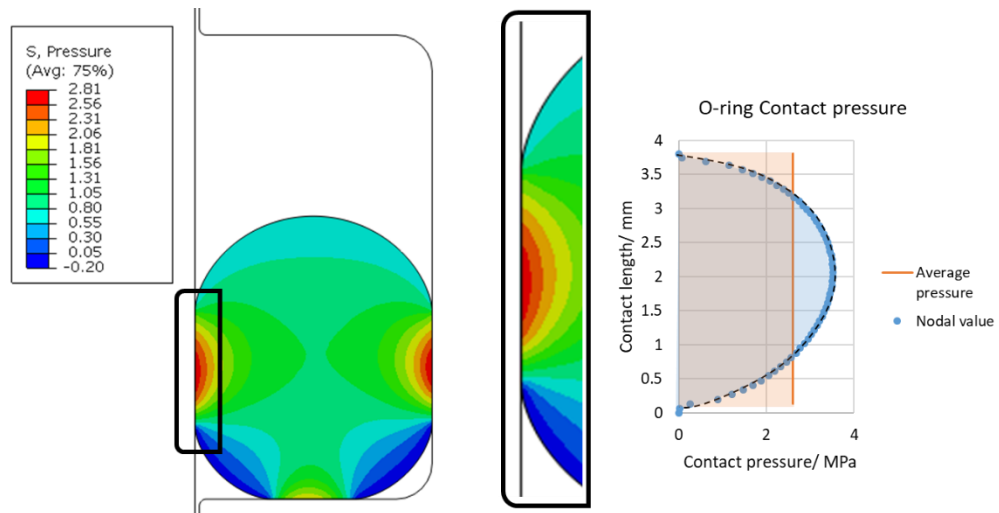 S, Pressure
(Avg: 75%)
2.81
2.56
2.31
2.06
1.81
1.56
1.31
1.05
0.80
0.55
0.30
0.05
-0.20
O-ring Contact pressure
4
3.5
3
2.5
2
1.5
1
0.5
0
Contact length/ mm
0 2 4
Contact pressure/ MPa
Average
pressure
Nodal value